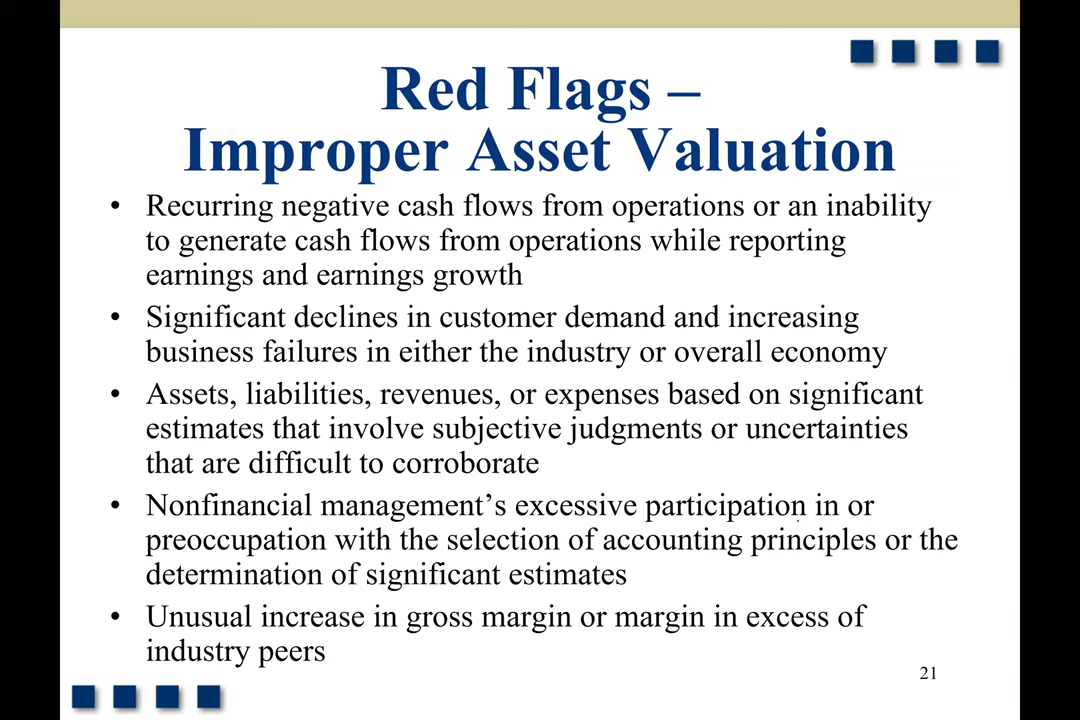 Red Flags –
Improper Asset Valuation
• Recurring negative cash flows from operations or an inability
to generate cash flows from operations while reporting
earnings and earnings growth
• Significant declines in customer demand and increasing
business failures in either the industry or overall economy
• Assets, liabilities, revenues, or expenses based on significant
estimates that involve subjective judgments or uncertainties
that are difficult to corroborate
• Nonfinancial management’s excessive participation in or
preoccupation with the selection of accounting principles or the
determination of significant estimates
• Unusual increase in gross margin or margin in excess of
industry peers
21